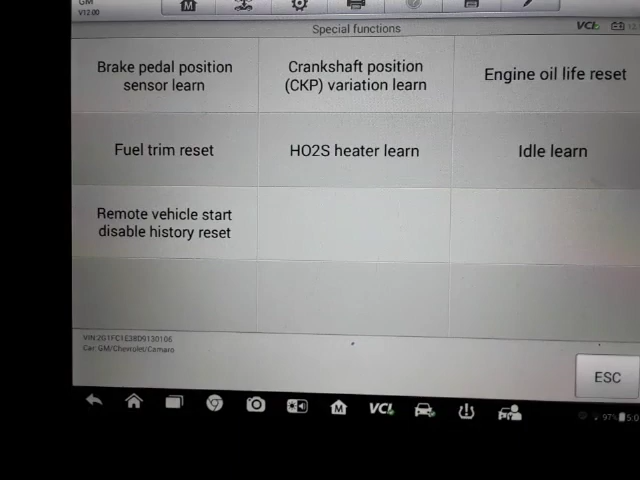 GM
V12.00
Special functions
VCI
Brake pedal position
sensor learn
Crankshaft position
(CKP) variation learn
Engine oil life reset
Fuel trim reset
HO2S heater learn
Idle learn
Remote vehicle start
disable history reset
VIN:2G1FC1E38D9130106
Car: GM/Chevrolet/Camaro
ESC
VCI
97%